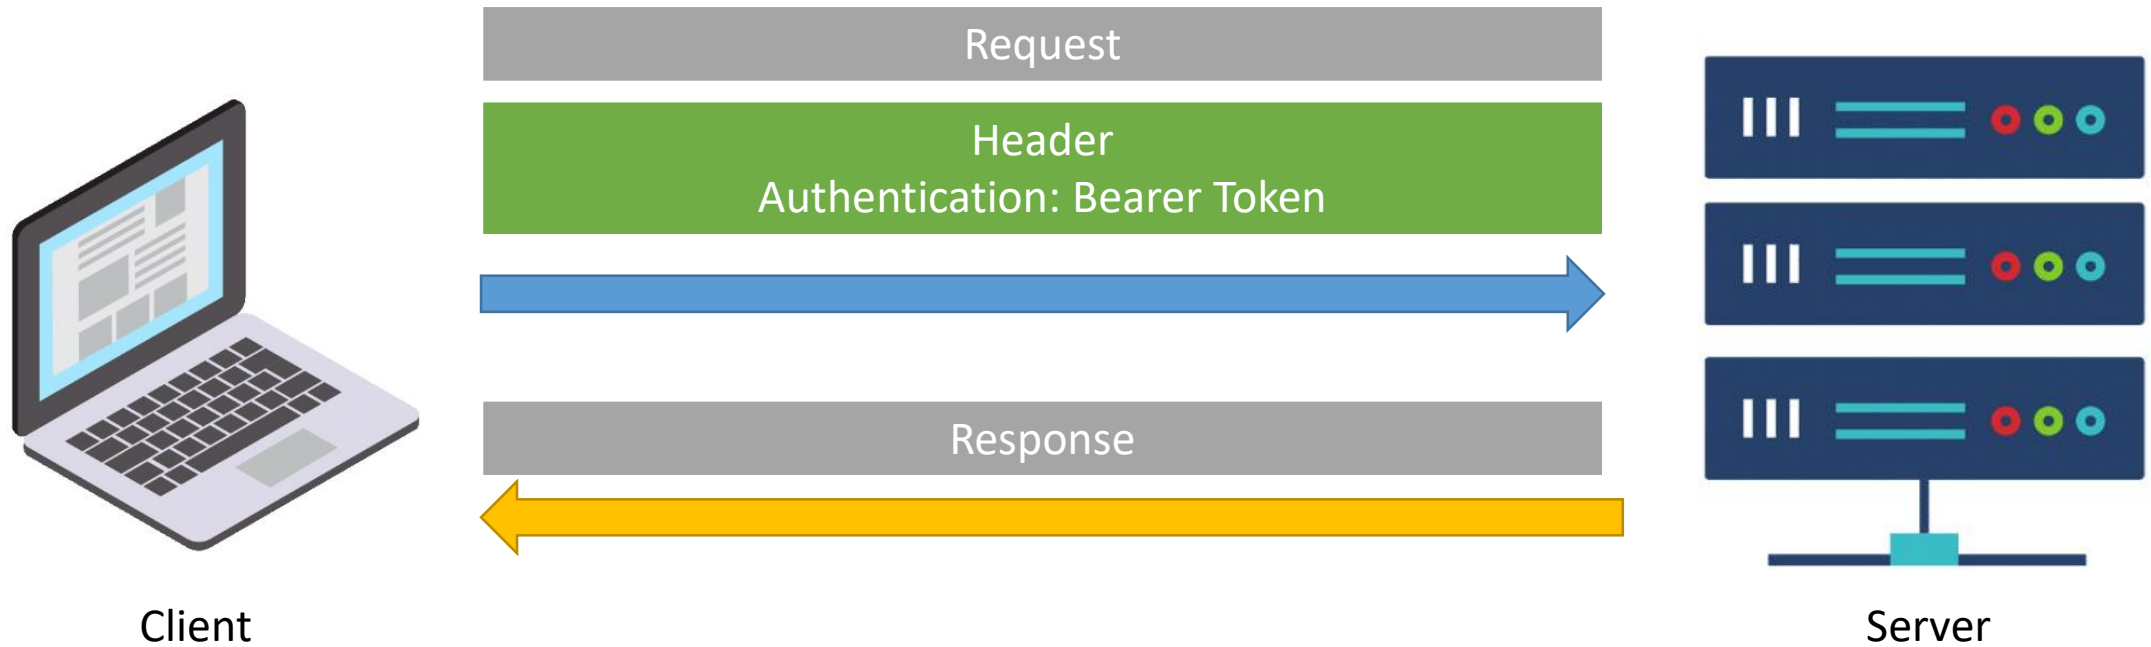 Request
Header
Authentication: Bearer Token
Response
Client
Server